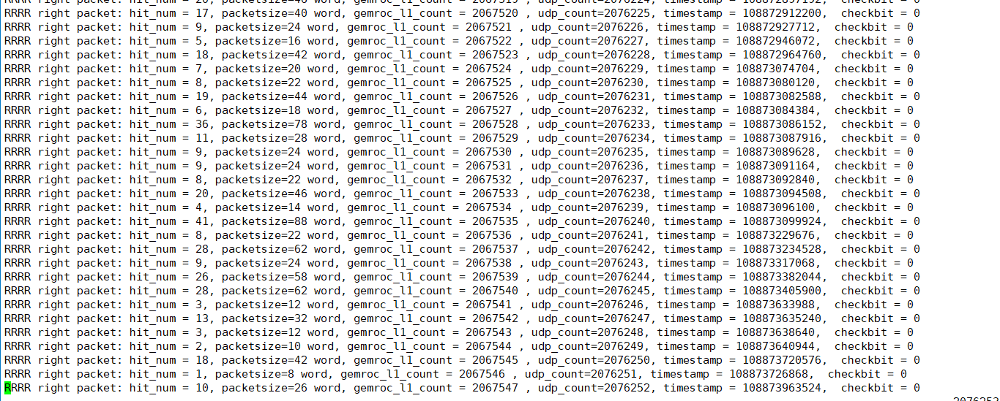 RRRR right packet: hit_num = 17, packetsize=40 word, gemroc_l1_count = 2067520 , udp_count=2076225, timestamp = 108872912200,  checkbit = 0
RRRR right packet: hit_num = 9, packetsize=24 word, gemroc_l1_count = 2067521 , udp_count=2076226, timestamp = 108872927712,  checkbit = 0
RRRR right packet: hit_num = 5, packetsize=16 word, gemroc_l1_count = 2067522 , udp_count=2076227, timestamp = 108872946072,  checkbit = 0
RRRR right packet: hit_num = 18, packetsize=42 word, gemroc_l1_count = 2067523 , udp_count=2076228, timestamp = 108872964760,  checkbit = 0
RRRR right packet: hit_num = 7, packetsize=20 word, gemroc_l1_count = 2067524 , udp_count=2076229, timestamp = 108873074704,  checkbit = 0
RRRR right packet: hit_num = 8, packetsize=22 word, gemroc_l1_count = 2067525 , udp_count=2076230, timestamp = 108873080120,  checkbit = 0
RRRR right packet: hit_num = 19, packetsize=44 word, gemroc_l1_count = 2067526 , udp_count=2076231, timestamp = 108873082588,  checkbit = 0
RRRR right packet: hit_num = 6, packetsize=18 word, gemroc_l1_count = 2067527 , udp_count=2076232, timestamp = 108873084384,  checkbit = 0
RRRR right packet: hit_num = 36, packetsize=78 word, gemroc_l1_count = 2067528 , udp_count=2076233, timestamp = 108873086152,  checkbit = 0
RRRR right packet: hit_num = 11, packetsize=28 word, gemroc_l1_count = 2067529 , udp_count=2076234, timestamp = 108873087916,  checkbit = 0
RRRR right packet: hit_num = 9, packetsize=24 word, gemroc_l1_count = 2067530 , udp_count=2076235, timestamp = 108873089628,  checkbit = 0
RRRR right packet: hit_num = 9, packetsize=24 word, gemroc_l1_count = 2067531 , udp_count=2076236, timestamp = 108873091164,  checkbit = 0
RRRR right packet: hit_num = 8, packetsize=22 word, gemroc_l1_count = 2067532 , udp_count=2076237, timestamp = 108873092840,  checkbit = 0
RRRR right packet: hit_num = 20, packetsize=46 word, gemroc_l1_count = 2067533 , udp_count=2076238, timestamp = 108873094508,  checkbit = 0
RRRR right packet: hit_num = 4, packetsize=14 word, gemroc_l1_count = 2067534 , udp_count=2076239, timestamp = 108873096100,  checkbit = 0
RRRR right packet: hit_num = 41, packetsize=88 word, gemroc_l1_count = 2067535 , udp_count=2076240, timestamp = 108873099924,  checkbit = 0
RRRR right packet: hit_num = 8, packetsize=22 word, gemroc_l1_count = 2067536 , udp_count=2076241, timestamp = 108873229676,  checkbit = 0
RRRR right packet: hit_num = 28, packetsize=62 word, gemroc_l1_count = 2067537 , udp_count=2076242, timestamp = 108873234528,  checkbit = 0
RRRR right packet: hit_num = 9, packetsize=24 word, gemroc_l1_count = 2067538 , udp_count=2076243, timestamp = 108873317068,  checkbit = 0
RRRR right packet: hit_num = 26, packetsize=58 word, gemroc_l1_count = 2067539 , udp_count=2076244, timestamp = 108873382044,  checkbit = 0
RRRR right packet: hit_num = 28, packetsize=62 word, gemroc_l1_count = 2067540 , udp_count=2076245, timestamp = 108873405900,  checkbit = 0
RRRR right packet: hit_num = 3, packetsize=12 word, gemroc_l1_count = 2067541 , udp_count=2076246, timestamp = 108873633988,  checkbit = 0
RRRR right packet: hit_num = 13, packetsize=32 word, gemroc_l1_count = 2067542 , udp_count=2076247, timestamp = 108873635240,  checkbit = 0
RRRR right packet: hit_num = 3, packetsize=12 word, gemroc_l1_count = 2067543 , udp_count=2076248, timestamp = 108873638640,  checkbit = 0
RRRR right packet: hit_num = 2, packetsize=10 word, gemroc_l1_count = 2067544 , udp_count=2076249, timestamp = 108873640944,  checkbit = 0
RRRR right packet: hit_num = 18, packetsize=42 word, gemroc_l1_count = 2067545 , udp_count=2076250, timestamp = 108873720576,  checkbit = 0
RRRR right packet: hit_num = 1, packetsize=8 word, gemroc_l1_count = 2067546 , udp_count=2076251, timestamp = 108873726868,  checkbit = 0
RRRR right packet: hit_num = 10, packetsize=26 word, gemroc_l1_count = 2067547 , udp_count=2076252, timestamp = 108873963524,  checkbit = 0